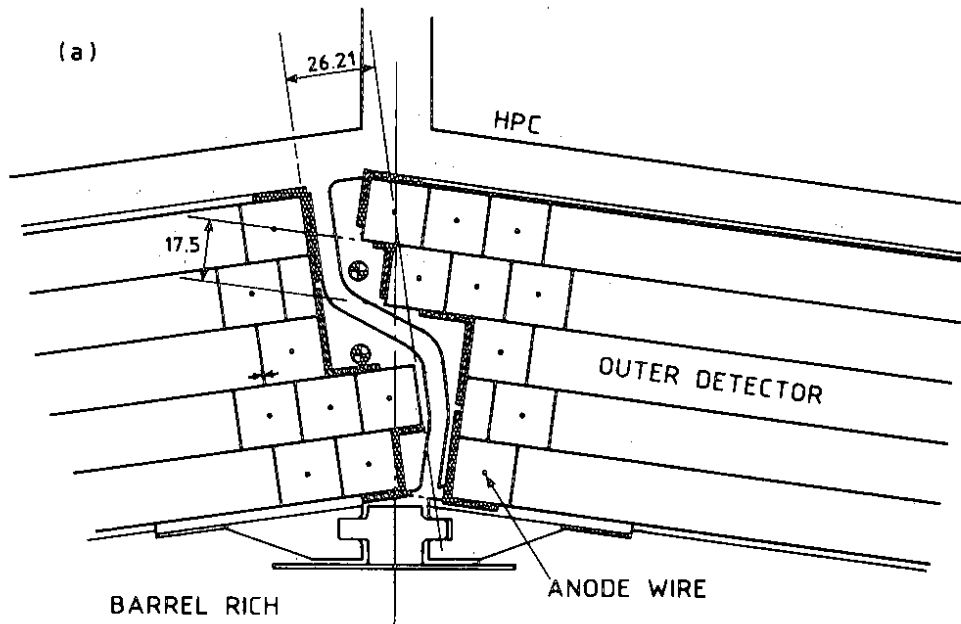 (a)
26.21
HPC
17.5
OUTER DETECTOR
ANODE WIRE
BARREL RICH